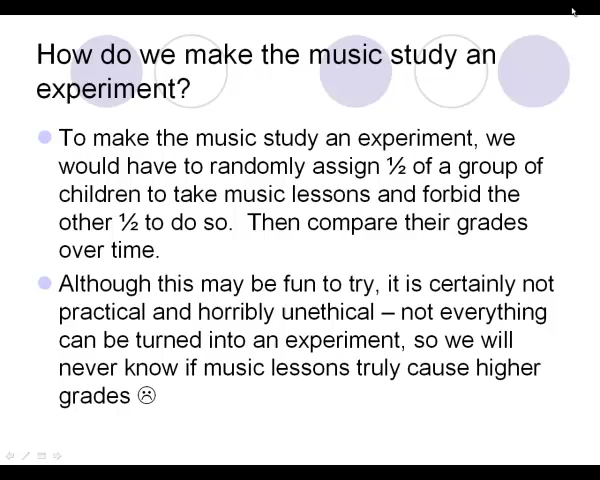 How do we make the music study an
experiment?
To make the music study an experiment, we
would have to randomly assign ½ of a group of
children to take music lessons and forbid the
other ½ to do so.  Then compare their grades
over time.
Although this may be fun to try, it is certainly not
practical and horribly unethical – not everything
can be turned into an experiment, so we will
never know if music lessons truly cause higher
grades ☹